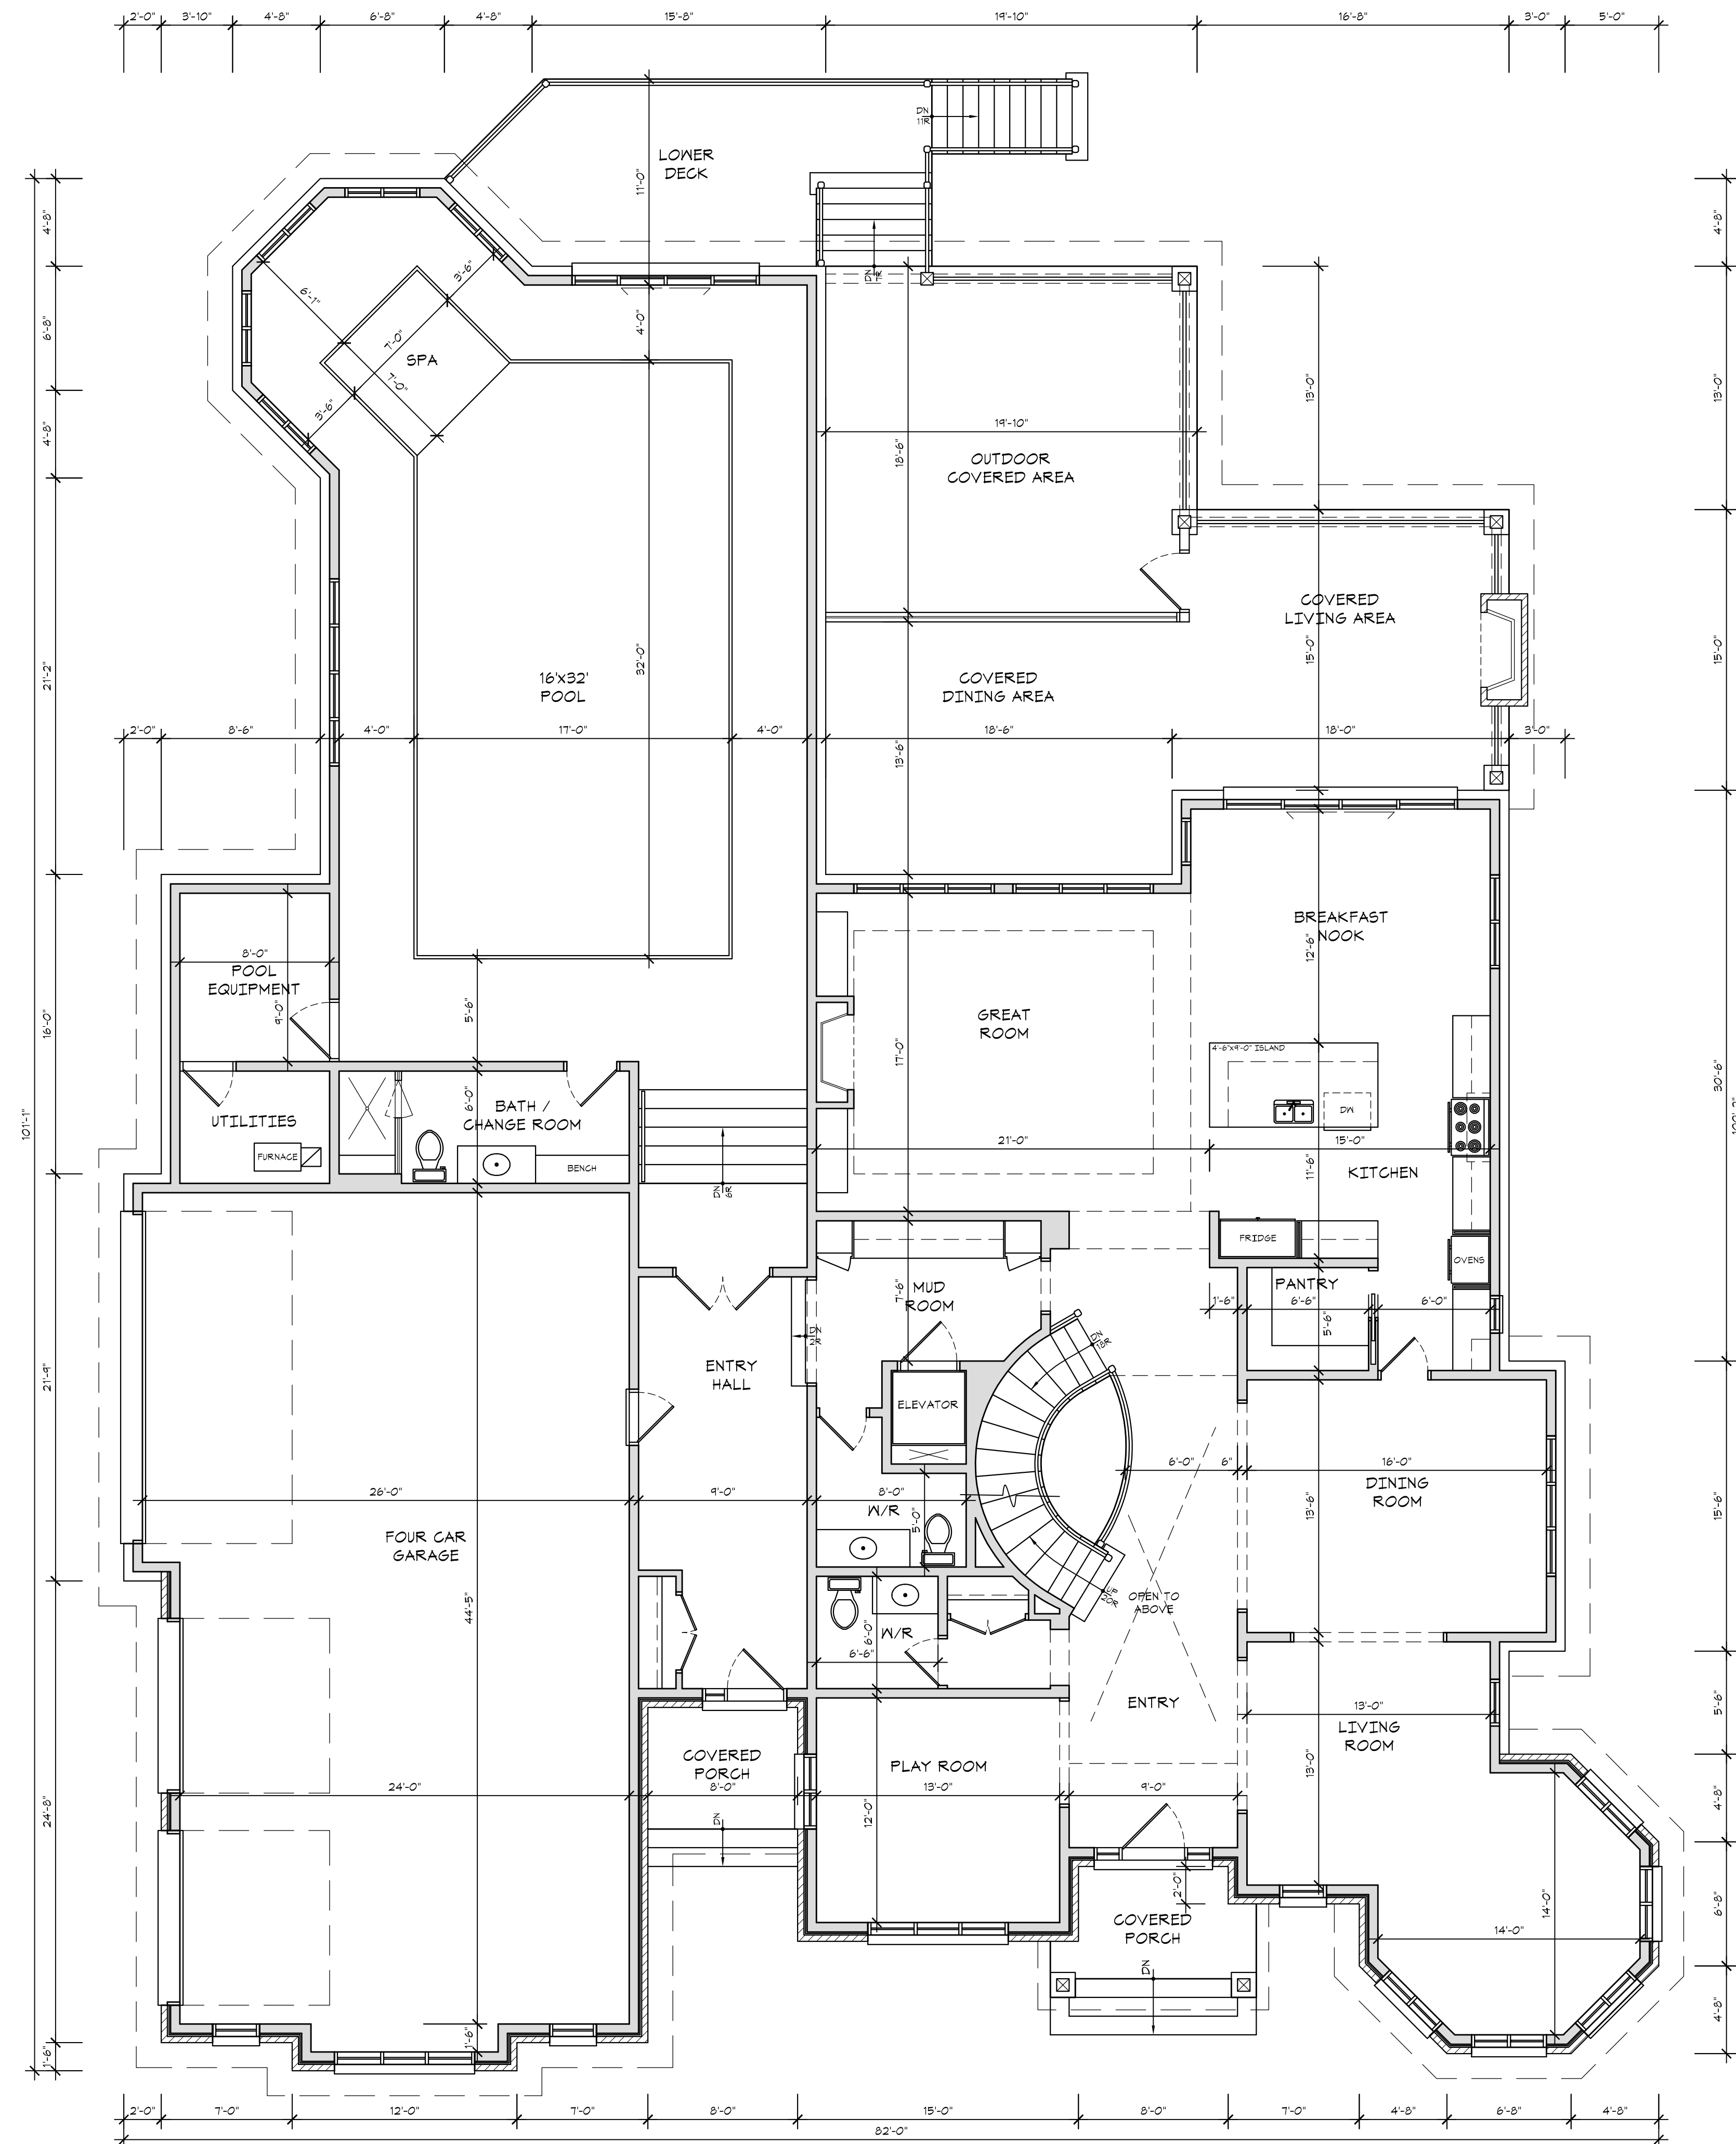 2'-0" 3'-10" 4'-8" 6'-8" 4'-8" 15'-8" 19'-10" 16'-8" 3'-0" 5'-0"
DN
11R
LOWER
DECK
11'-0"
4'-8"
4'-8"
DN
7R
3'-6"
6'-1"
4'-0"
6'-8"
7'-0"
SPA
7'-0"
13'-0"
13'-0"
3'-6"
19'-10"
4'-8"
18'-6"
OUTDOOR
COVERED AREA
COVERED
LIVING AREA
15'-0"
15'-0"
32'-0"
21'-2"
16'X32'
POOL
COVERED
DINING AREA
2'-0" 8'-6" 4'-0" 17'-0" 4'-0" 18'-6" 18'-0" 3'-0"
13'-6"
BREAKFAST
NOOK
12'-6"
8'-0"
POOL
EQUIPMENT
9'-0"
5'-6"
16'-0"
GREAT
ROOM
17'-0"
4'-6"X9'-0" ISLAND
30'-6"
101'-1"
UTILITIES
6'-0"
BATH /
CHANGE ROOM
DW
21'-0" 15'-0"
FURNACE
BENCH
11'-6"
KITCHEN
DN
6R
FRIDGE
OVENS
MUD
ROOM
7'-6"
PANTRY
1'-6" 6'-6" 6'-0"
5'-6"
DN
2R
DN
18R
21'-9"
ENTRY
HALL
ELEVATOR
6'-0" 6" 16'-0"
DINING
ROOM
26'-0" 9'-0" 8'-0"
W/R
5'-0"
13'-6"
15'-6"
FOUR CAR
GARAGE
44'-5"
UP
20R
OPEN TO
ABOVE
W/R
6'-0"
6'-6"
ENTRY
13'-0"
LIVING
ROOM
5'-6"
COVERED
PORCH
PLAY ROOM
13'-0"
24'-0" 8'-0" 13'-0" 9'-0"
24'-8"
DN
12'-0"
4'-8"
2'-0"
COVERED
PORCH
14'-0"
14'-0"
6'-8"
DN
4'-8"
1'-6"
1'-6"
2'-0" 7'-0" 12'-0" 7'-0" 8'-0" 15'-0" 8'-0" 7'-0" 4'-8" 6'-8" 4'-8"
82'-0"